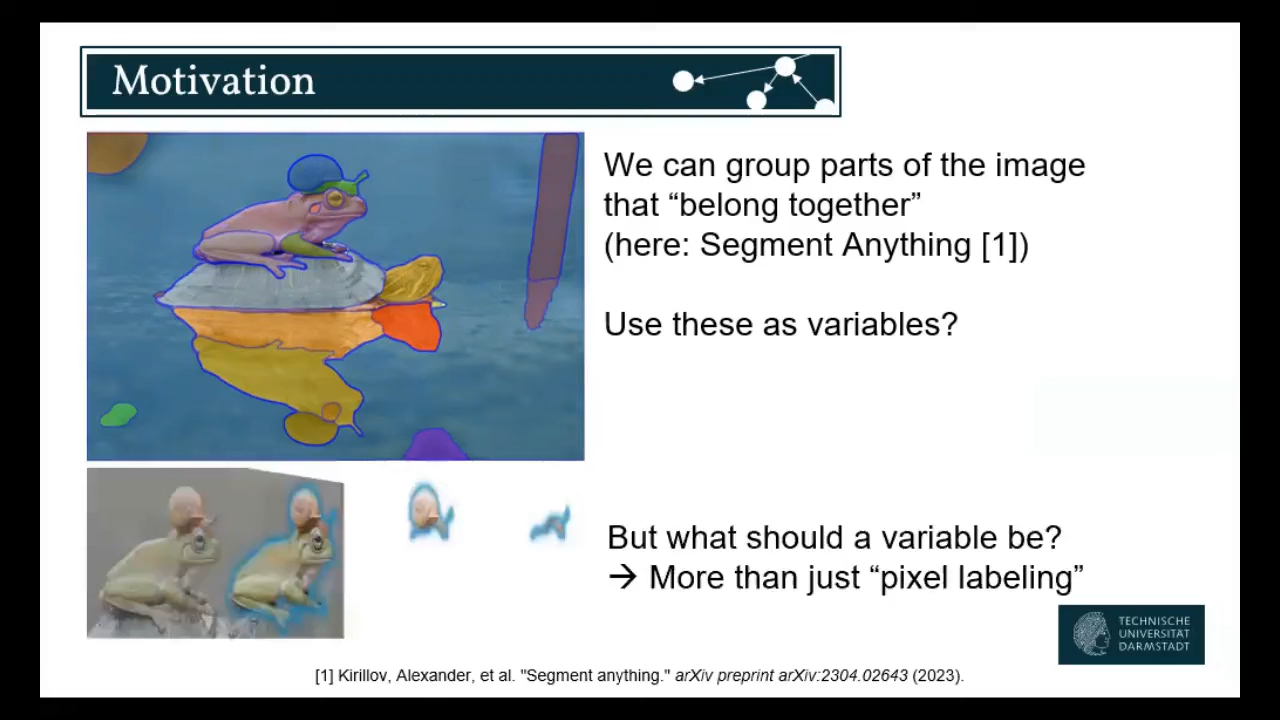 Motivation
We can group parts of the image
that “belong together”
(here: Segment Anything [1])
Use these as variables?
But what should a variable be?
→ More than just “pixel labeling”
TECHNISCHE
UNIVERSITÄT
DARMSTADT
[1] Kirillov, Alexander, et al. "Segment anything." arXiv preprint arXiv:2304.02643 (2023).